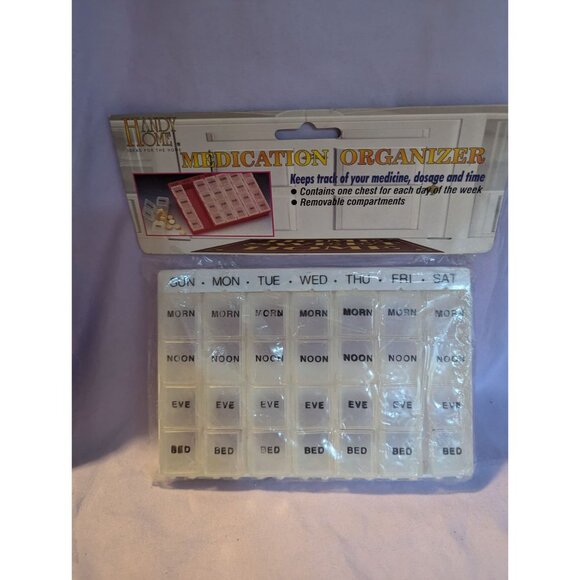 HANDY
HOME
IDEAS FOR THE HOME
MEDICATION ORGANIZER
Keeps track of your medicine, dosage and time
• Contains one chest for each day of the week
• Removable compartments
SUN • MON • TUE • WED • THU • FRI • SAT
MORN MORN MORN MORN MORN MORN MORN
NOON NOON NOON NOON NOON NOON NOON
EVE EVE EVE EVE EVE EVE EVE
BED BED BED BED BED BED BED